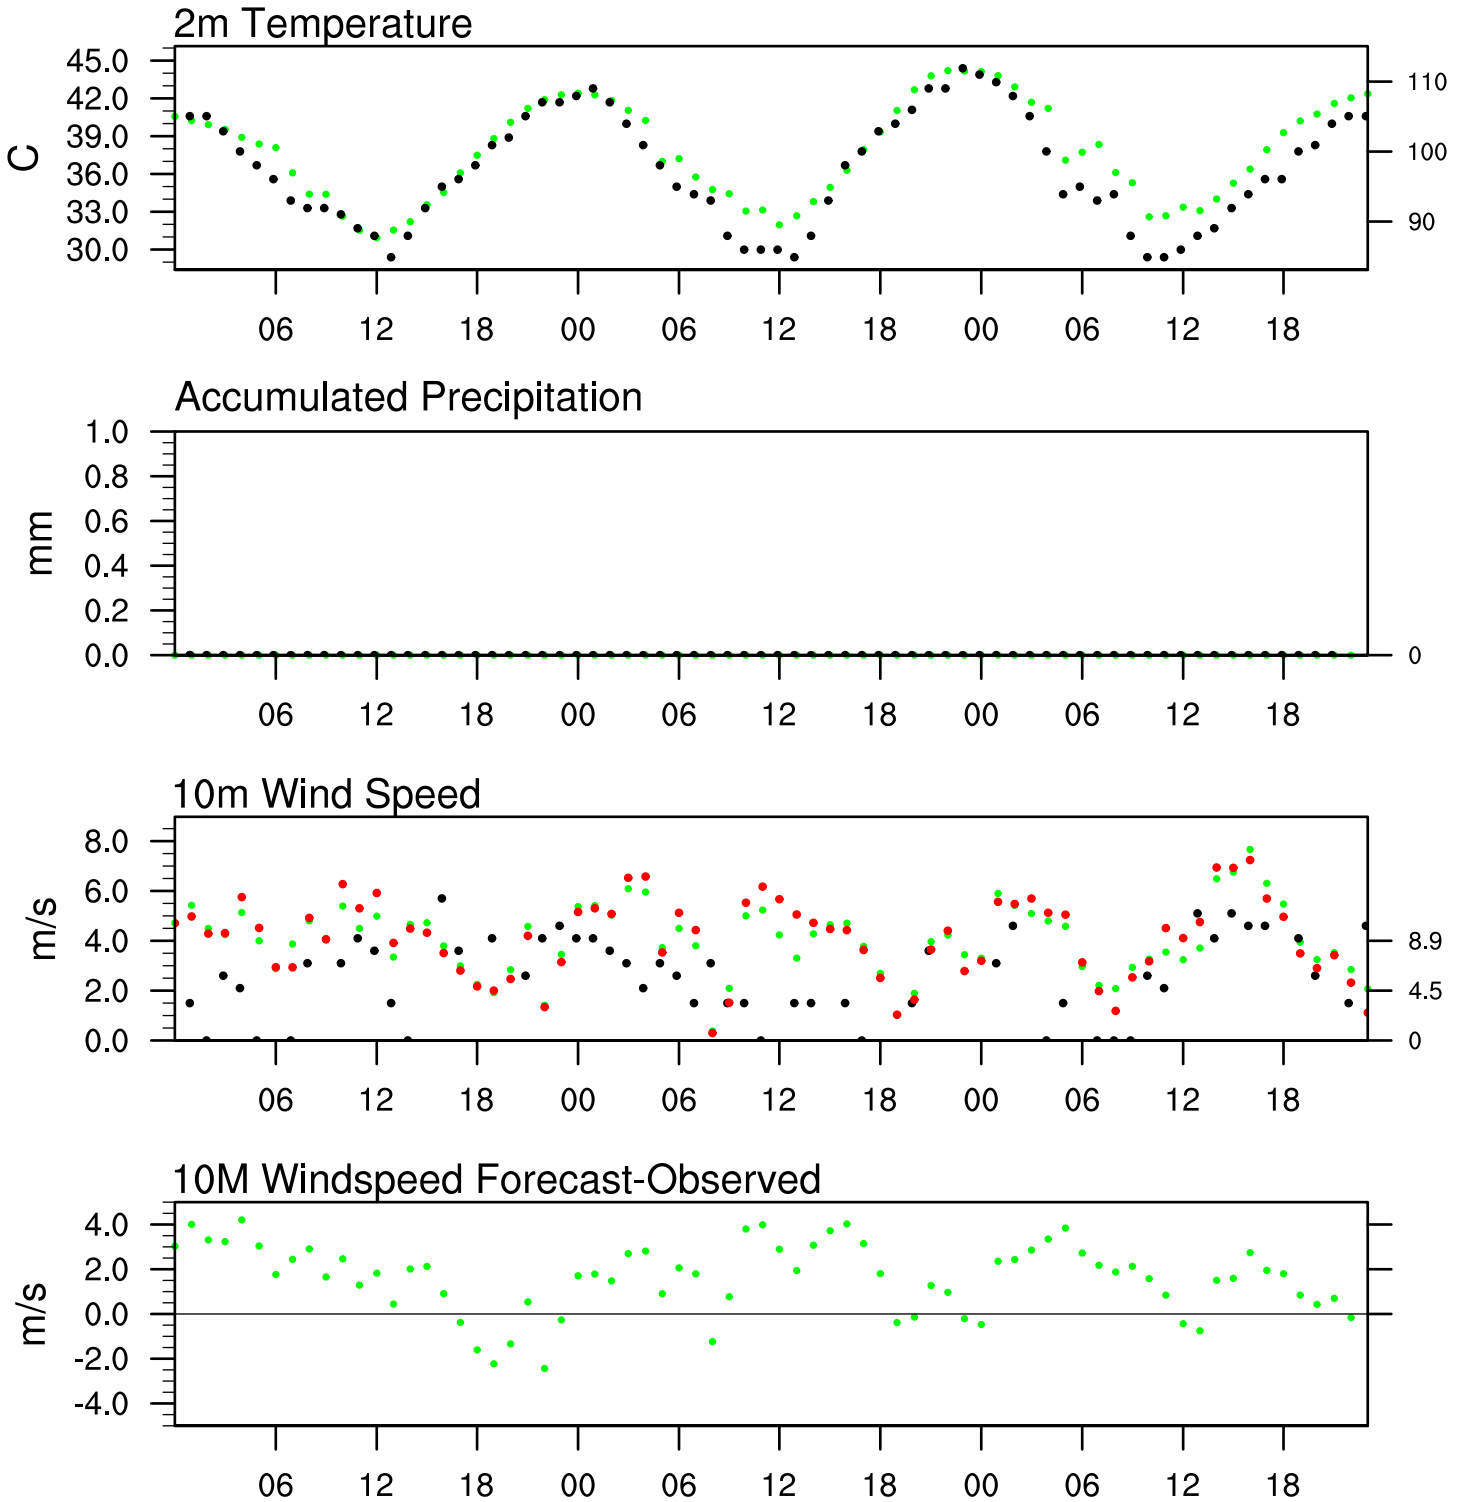 2m Temperature
45.0
42.0
39.0
36.0
33.0
30.0
C
110
100
90
06 12 18 00 06 12 18 00 06 12 18
Accumulated Precipitation
1.0
0.8
0.6
0.4
0.2
0.0
mm
0
06 12 18 00 06 12 18 00 06 12 18
10m Wind Speed
8.0
6.0
4.0
2.0
0.0
m/s
8.9
4.5
0
06 12 18 00 06 12 18 00 06 12 18
10M Windspeed Forecast-Observed
4.0
2.0
0.0
-2.0
-4.0
m/s
06 12 18 00 06 12 18 00 06 12 18